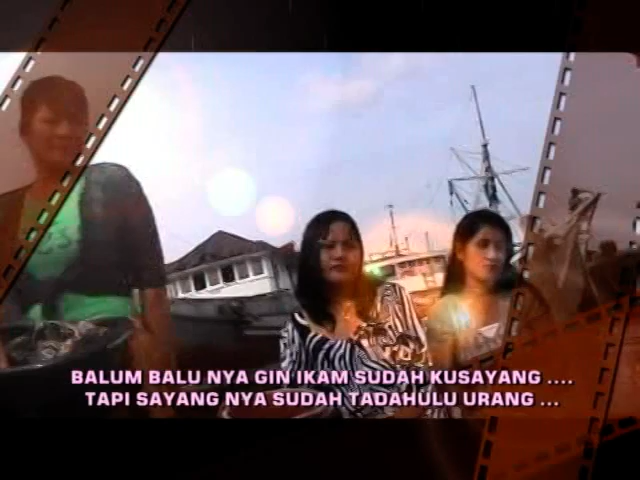 BALUM BALU NYA GIN IKAM SUDAH KUSAYANG ....
TAPI SAYANG NYA SUDAH TADAHULU URANG ...